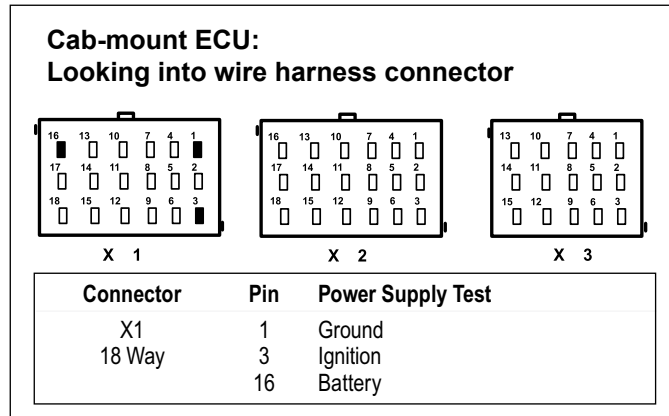 Cab-mount ECU:
Looking into wire harness connector
16 13 10 7 4 1
17 14 11 8 5 2
18 15 12 9 6 3
X 1
16 13 10 7 4 1
17 14 11 8 5 2
18 15 12 9 6 3
X 2
13 10 7 4 1
14 11 8 5 2
15 12 9 6 3
X 3
Connector Pin Power Supply Test
X1 1 Ground
18 Way 3 Ignition
16 Battery